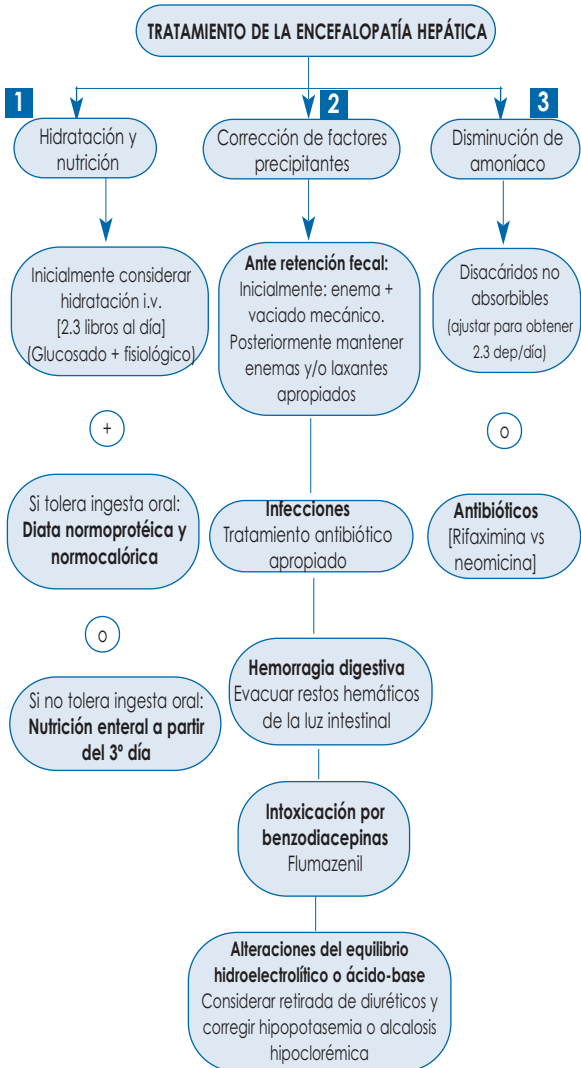 TRATAMIENTO DE LA ENCEFALOPATÍA HEPÁTICA
1
Hidratación y
nutrición
Inicialmente considerar
hidratación i.v.
[2.3 libros al día]
(Glucosado + fisiológico)
+
Si tolera ingesta oral:
Diata normoprotéica y
normocalórica
o
Si no tolera ingesta oral:
Nutrición enteral a partir
del 3º día
2
Corrección de factores
precipitantes
Ante retención fecal:
Inicialmente: enema +
vaciado mecánico.
Posteriormente mantener
enemas y/o laxantes
apropiados
Infecciones
Tratamiento antibiótico
apropiado
Hemorragia digestiva
Evacuar restos hemáticos
de la luz intestinal
Intoxicación por
benzodiacepinas
Flumazenil
Alteraciones del equilibrio
hidroelectrolítico o ácido-base
Considerar retirada de diuréticos y
corregir hipopotasemia o alcalosis
hipoclorémica
3
Disminución de
amoníaco
Disacáridos no
absorbibles
(ajustar para obtener
2.3 dep/día)
o
Antibióticos
[Rifaximina vs
neomicina]